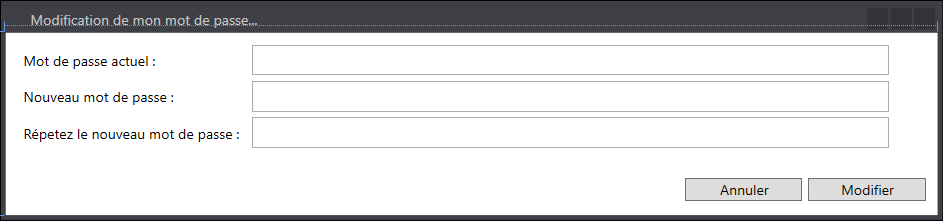 Modification de mon mot de passe...
Mot de passe actuel :
Nouveau mot de passe :
Répetez le nouveau mot de passe :
Annuler
Modifier